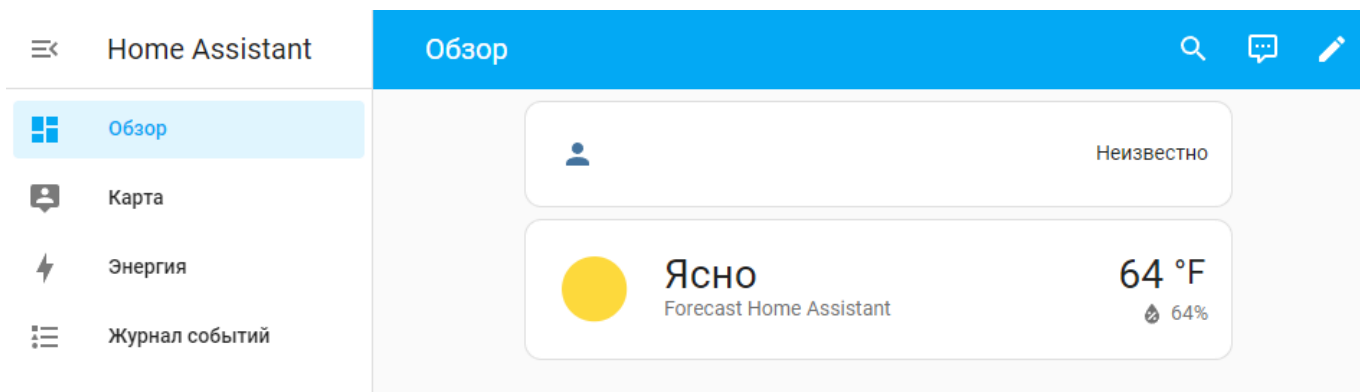 Home Assistant
Обзор
Обзор
Карта
Энергия
Журнал событий
Неизвестно
Ясно
64 °F
Forecast Home Assistant
64%